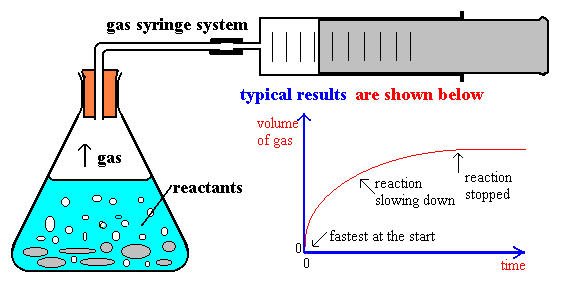 gas syringe system
gas
reactants
typical results are shown below
volume
of gas
reaction
slowing down
reaction
stopped
fastest at the start
0
0
time